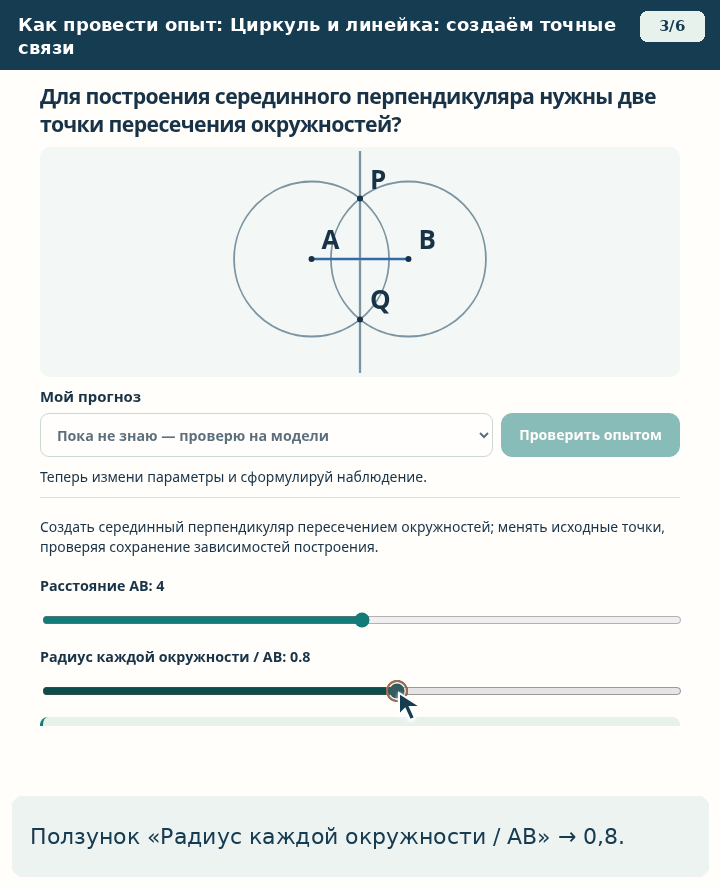 Как провести опыт: Циркуль и линейка: создаём точные
связи
3/6
Для построения серединного перпендикуляра нужны две
точки пересечения окружностей?
P
A
B
Q
Мой прогноз
Пока не знаю — проверю на модели
Проверить опытом
Теперь измени параметры и сформулируй наблюдение.
Создать серединный перпендикуляр пересечением окружностей; менять исходные точки,
проверяя сохранение зависимостей построения.
Расстояние AB: 4
Радиус каждой окружности / AB: 0.8
Ползунок «Радиус каждой окружности / AB» → 0,8.